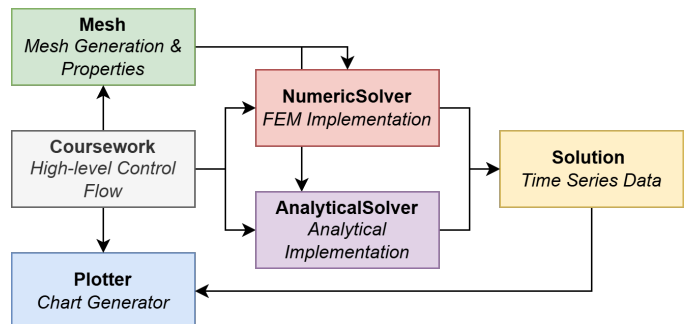 Mesh
Mesh Generation &
Properties
NumericSolver
FEM Implementation
Coursework
High-level Control
Flow
Solution
Time Series Data
AnalyticalSolver
Analytical
Implementation
Plotter
Chart Generator